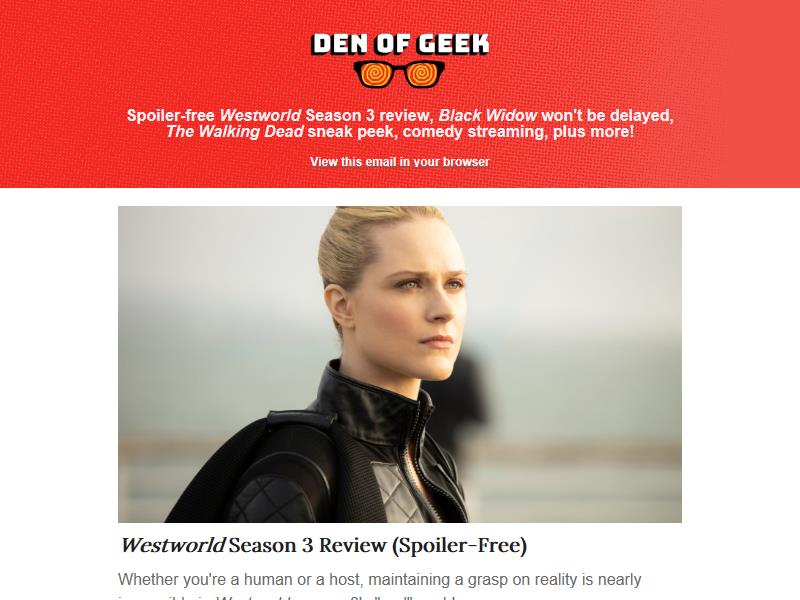 DEN OF GEEK
Spoiler-free Westworld Season 3 review, Black Widow won't be delayed,
The Walking Dead sneak peek, comedy streaming, plus more!
View this email in your browser
Westworld Season 3 Review (Spoiler-Free)
Whether you're a human or a host, maintaining a grasp on reality is nearly